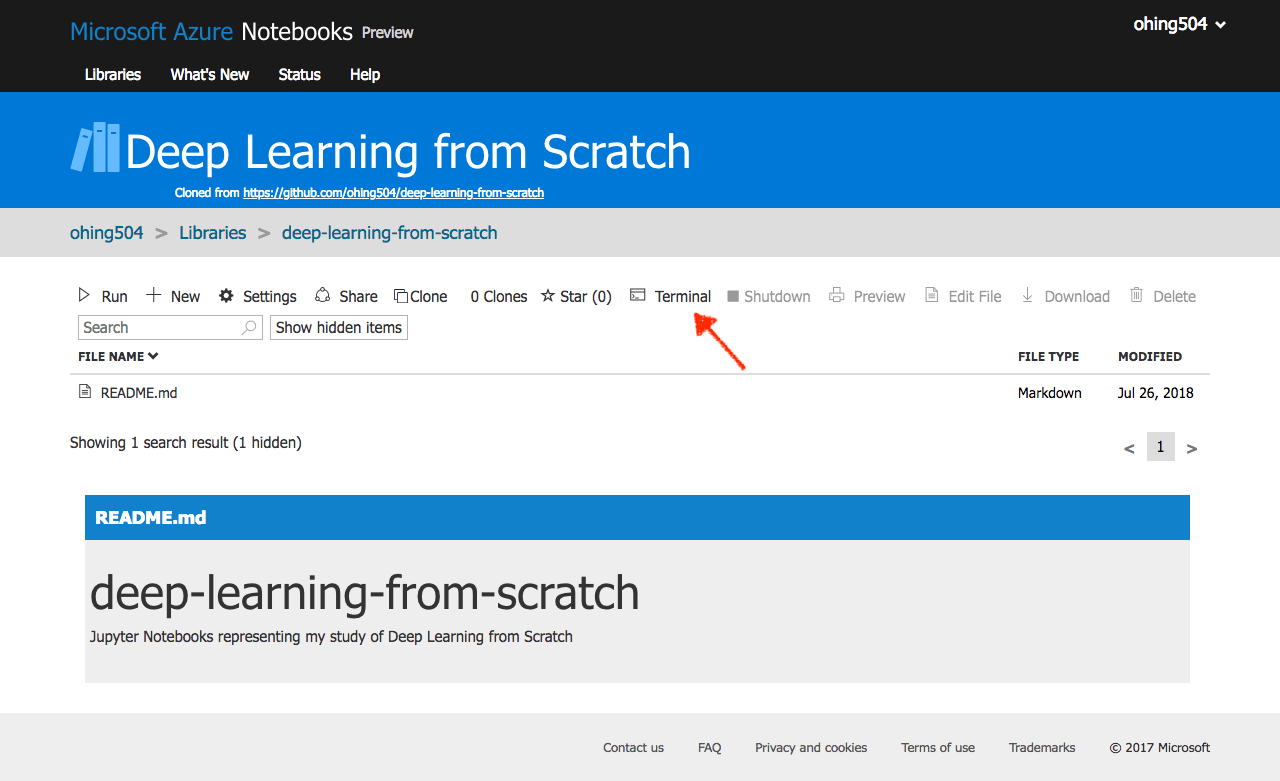 Microsoft Azure Notebooks Preview
ohing504
Libraries What's New Status Help
Deep Learning from Scratch
Cloned from https://github.com/ohing504/deep-learning-from-scratch
ohing504 > Libraries > deep-learning-from-scratch
Run New Settings Share Clone 0 Clones Star (0) Terminal Shutdown Preview Edit File Download Delete
Search Show hidden items
FILE NAME FILE TYPE MODIFIED
README.md Markdown Jul 26, 2018
Showing 1 search result (1 hidden)
< 1 >
README.md
deep-learning-from-scratch
Jupyter Notebooks representing my study of Deep Learning from Scratch
Contact us FAQ Privacy and cookies Terms of use Trademarks © 2017 Microsoft